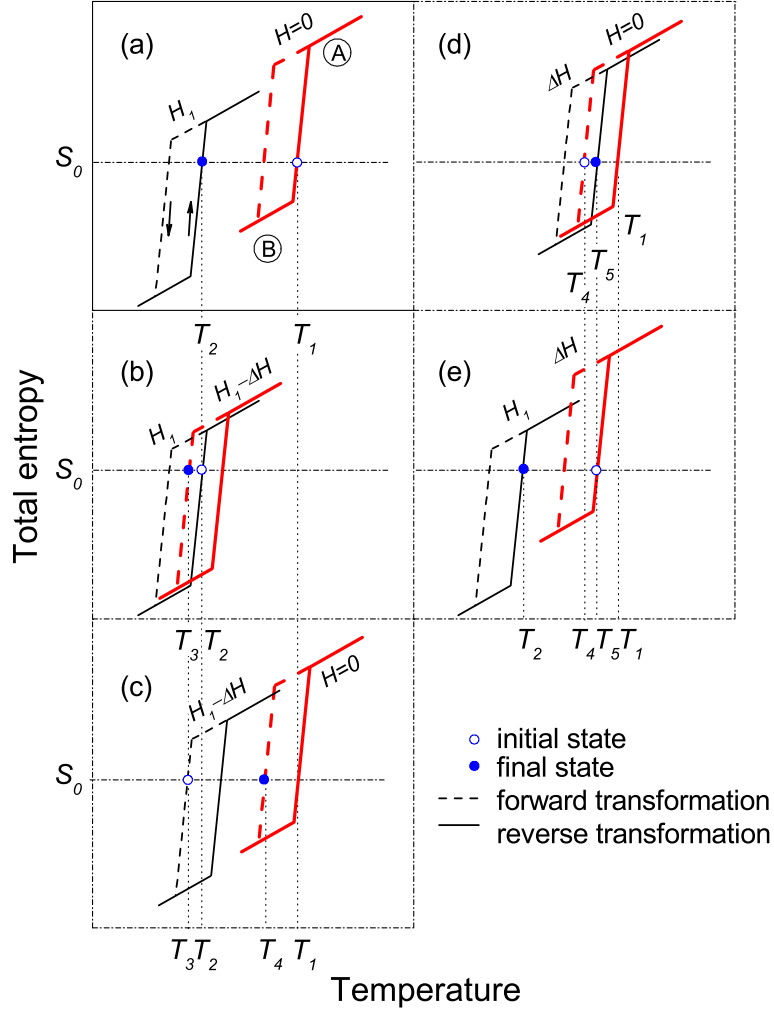 (a)
H=0
A
H₁
S₀
B
T₂
T₁
(d)
H=0
ΔH
T₁
T₅
T₄
(b)
H₁−ΔH
H₁
S₀
T₃ T₂
(e)
ΔH
H₁
T₂
T₄ T₅ T₁
(c)
H=0
H₁−ΔH
S₀
T₃ T₂
T₄
T₁
initial state
final state
forward transformation
reverse transformation
Total entropy
Temperature